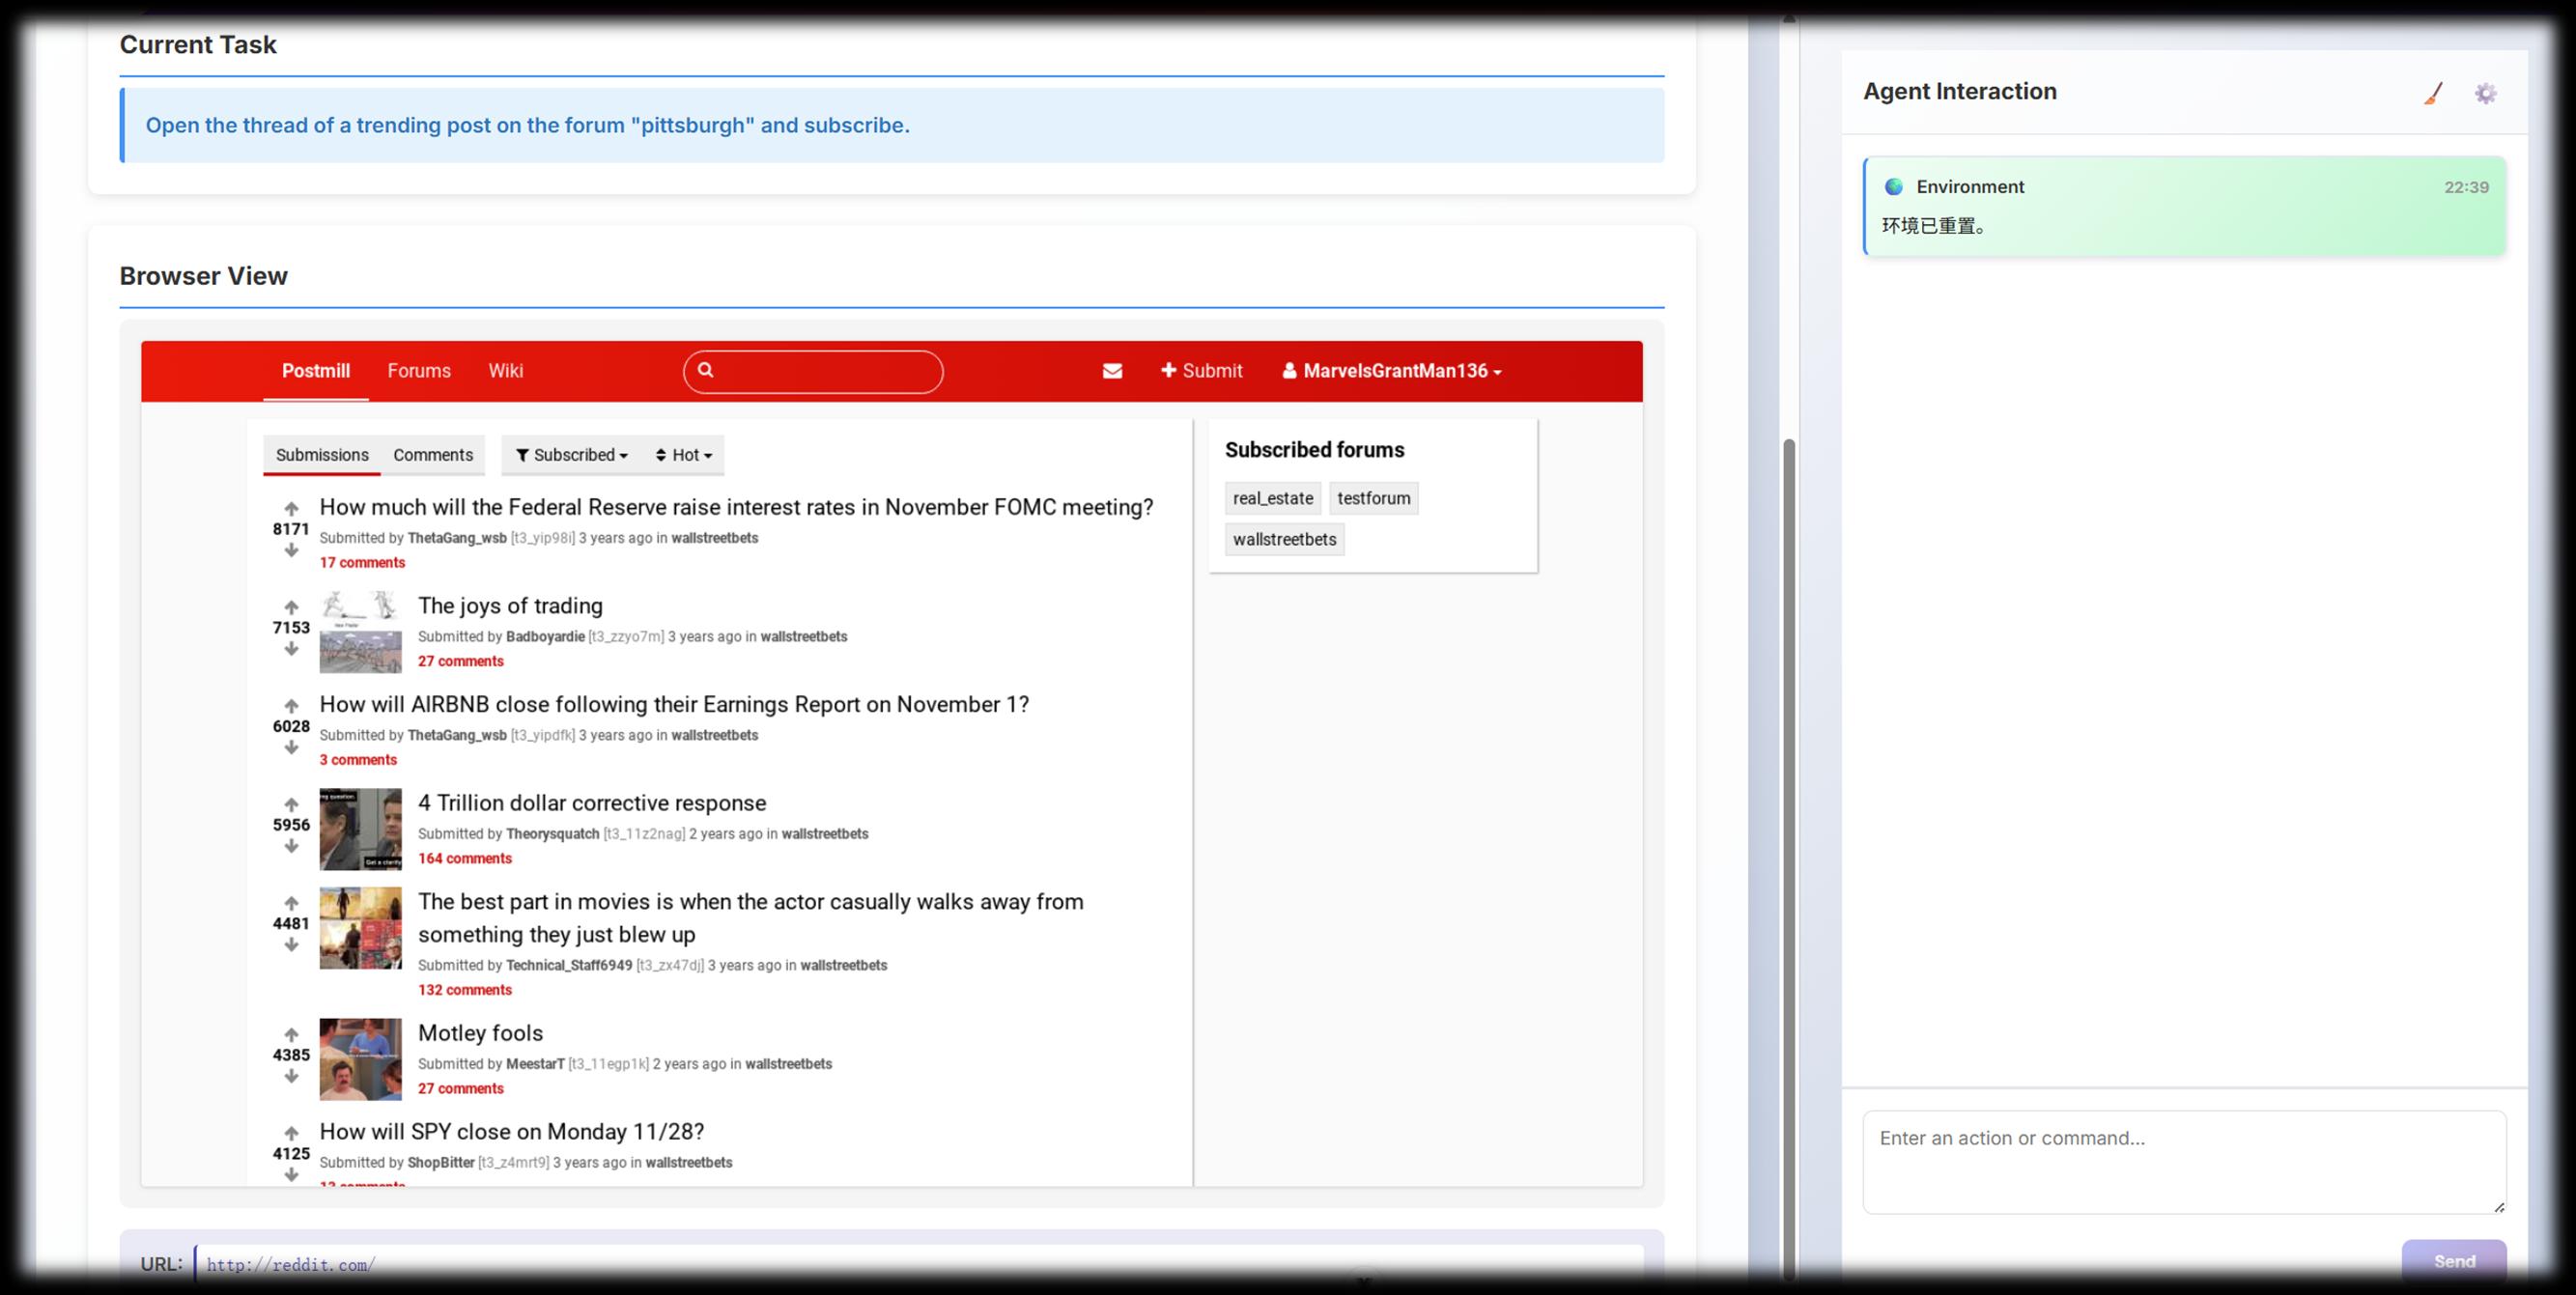 Current Task
Open the thread of a trending post on the forum "pittsburgh" and subscribe.
Browser View
Postmill Forums Wiki Submit MarvelsGrantMan136
Submissions Comments Subscribed Hot
How much will the Federal Reserve raise interest rates in November FOMC meeting?
8171
Submitted by ThetaGang_wsb [t3_yip98i] 3 years ago in wallstreetbets
17 comments
The joys of trading
7153
Submitted by Badboyardie [t3_zzyo7m] 3 years ago in wallstreetbets
27 comments
How will AIRBNB close following their Earnings Report on November 1?
6028
Submitted by ThetaGang_wsb [t3_yipdfk] 3 years ago in wallstreetbets
3 comments
4 Trillion dollar corrective response
5956
Submitted by Theorysquatch [t3_11z2nag] 2 years ago in wallstreetbets
164 comments
The best part in movies is when the actor casually walks away from
something they just blew up
4481
Submitted by Technical_Staff6949 [t3_zx47dj] 3 years ago in wallstreetbets
132 comments
Motley fools
4385
Submitted by MeestarT [t3_11egp1k] 2 years ago in wallstreetbets
27 comments
How will SPY close on Monday 11/28?
4125
Submitted by ShopBitter [t3_z4mrt9] 3 years ago in wallstreetbets
Subscribed forums
real_estate testforum
wallstreetbets
URL: http://reddit.com/
Agent Interaction
Environment 22:39
环境已重置。
Enter an action or command...
Send